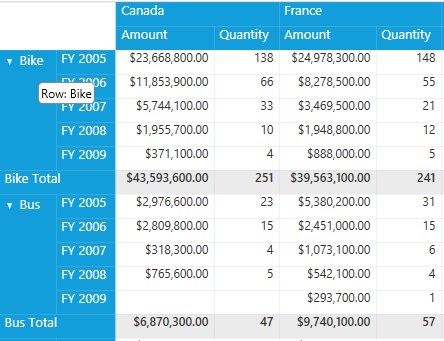 Canada France
Amount Quantity Amount Quantity
Bike FY 2005 $23,668,800.00 138 $24,978,300.00 148
$11,853,900.00 66 $8,278,500.00 55
Row: Bike
FY 2007 $5,744,100.00 33 $3,469,500.00 21
FY 2008 $1,955,700.00 10 $1,948,800.00 12
FY 2009 $371,100.00 4 $888,000.00 5
Bike Total $43,593,600.00 251 $39,563,100.00 241
Bus FY 2005 $2,976,600.00 23 $5,380,200.00 31
FY 2006 $2,809,800.00 15 $2,451,000.00 15
FY 2007 $318,300.00 4 $1,073,100.00 6
FY 2008 $765,600.00 5 $542,100.00 4
FY 2009 $293,700.00 1
Bus Total $6,870,300.00 47 $9,740,100.00 57